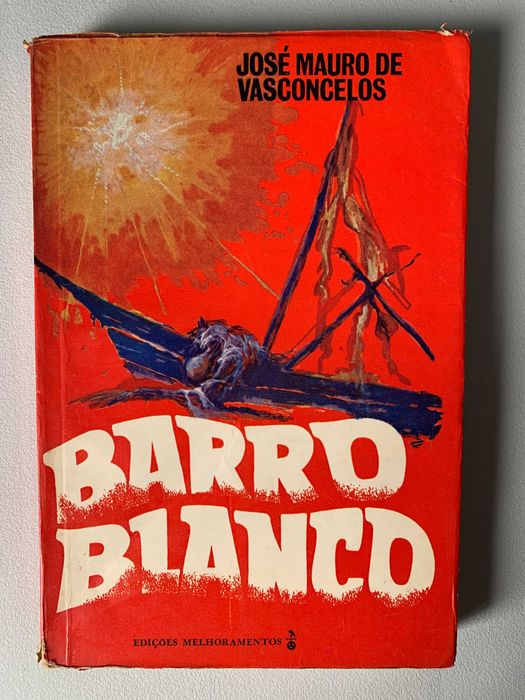 JOSÉ MAURO DE
VASCONCELOS
BARRO
BLANCO
EDIÇÕES MELHORAMENTOS